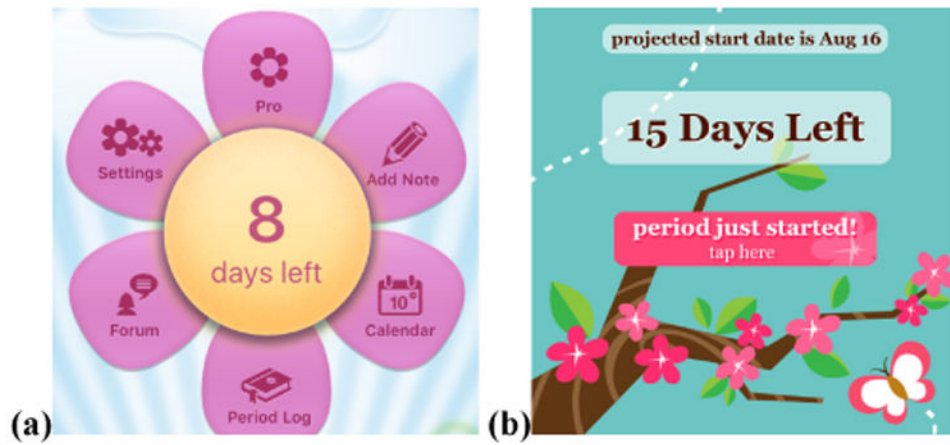 Pro
Settings
Add Note
8
days left
Forum
10
Calendar
Period Log
(a)
projected start date is Aug 16
15 Days Left
period just started!
tap here
(b)